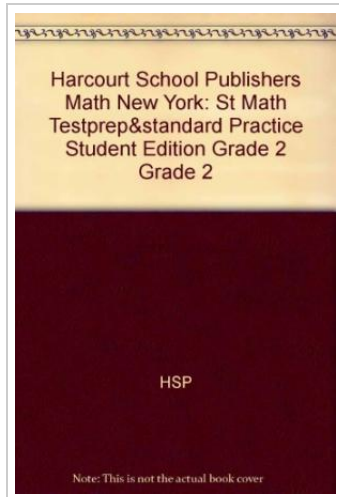 Harcourt School Publishers
Math New York: St Math
Testprep&standard Practice
Student Edition Grade 2
Grade 2
HSP
Note: This is not the actual book cover